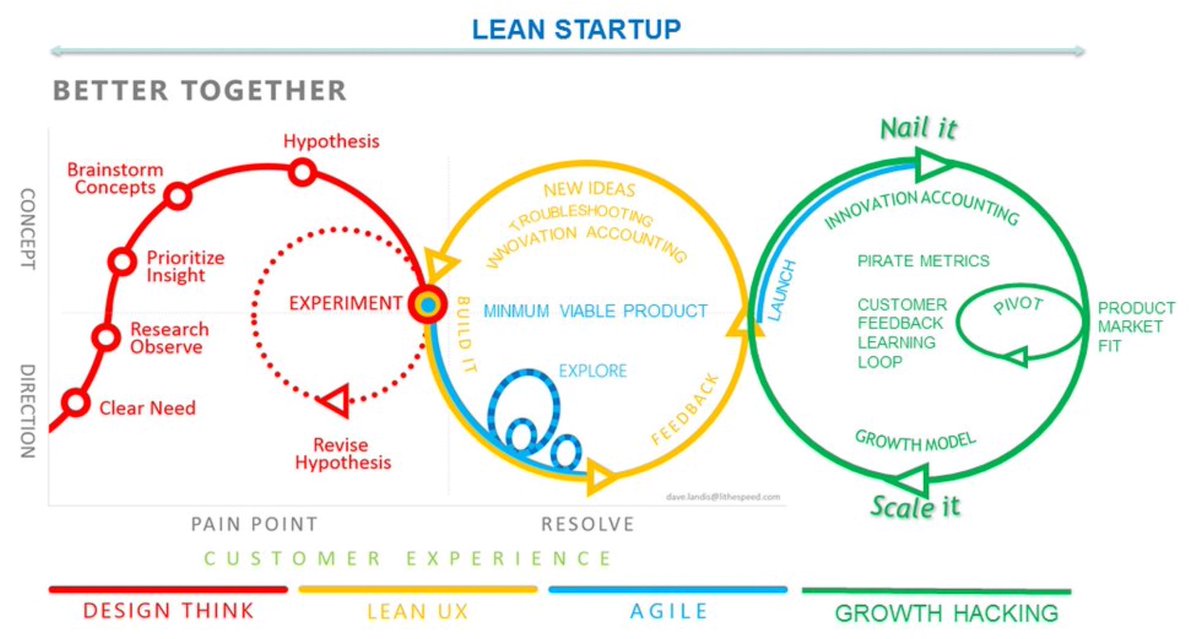 LEAN STARTUP
BETTER TOGETHER
CONCEPT
DIRECTION
Hypothesis
Brainstorm
Concepts
Prioritize
Insight
Research
Observe
Clear Need
EXPERIMENT
Revise
Hypothesis
NEW IDEAS
TROUBLESHOOTING
INNOVATION ACCOUNTING
BUILD IT
MINMUM VIABLE PRODUCT
EXPLORE
FEEDBACK
dave.landis@lithespeed.com
LAUNCH
Nail it
INNOVATION ACCOUNTING
PIRATE METRICS
CUSTOMER
FEEDBACK
LEARNING
LOOP
PIVOT
PRODUCT
MARKET
FIT
GROWTH MODEL
Scale it
PAIN POINT
RESOLVE
CUSTOMER EXPERIENCE
DESIGN THINK
LEAN UX
AGILE
GROWTH HACKING